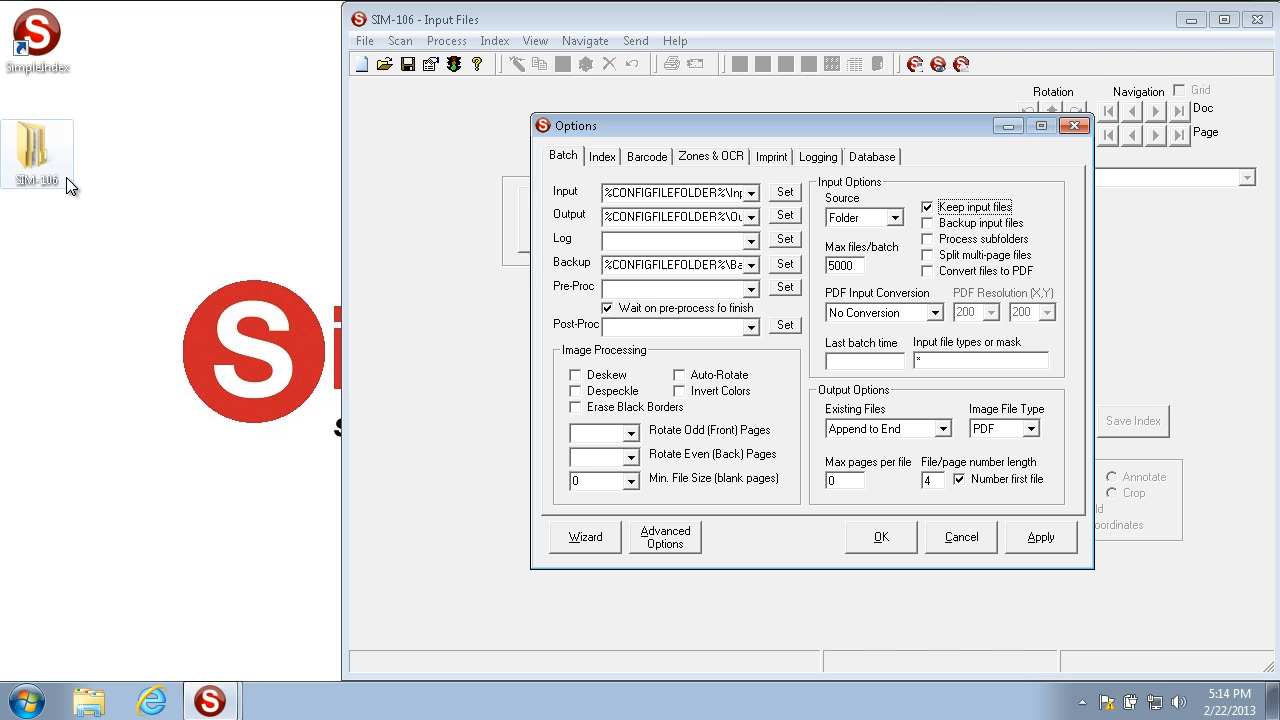 SimpleIndex
SIM-106
S
SIM-106 - Input Files
File Scan Process Index View Navigate Send Help
Rotation
Navigation
Grid
Doc
Page
Save Index
Annotate
Crop
Options
Batch Index Barcode Zones & OCR Imprint Logging Database
Input
%CONFIGFILEFOLDER%\Inp
Set
Output
%CONFIGFILEFOLDER%\Ou
Set
Log
Set
Backup
%CONFIGFILEFOLDER%\Ba
Set
Pre-Proc
Set
Wait on pre-process fo finish
Post-Proc
Set
Image Processing
Deskew
Auto-Rotate
Despeckle
Invert Colors
Erase Black Borders
Rotate Odd (Front) Pages
Rotate Even (Back) Pages
0
Min. File Size (blank pages)
Input Options
Source
Folder
Keep input files
Backup input files
Process subfolders
Split multi-page files
Convert files to PDF
Max files/batch
5000
PDF Input Conversion
PDF Resolution (X,Y)
No Conversion
200
200
Last batch time
Input file types or mask
*
Output Options
Existing Files
Image File Type
Append to End
PDF
Max pages per file
File/page number length
0
4
Number first file
Wizard
Advanced
Options
OK
Cancel
Apply
5:14 PM
2/22/2013